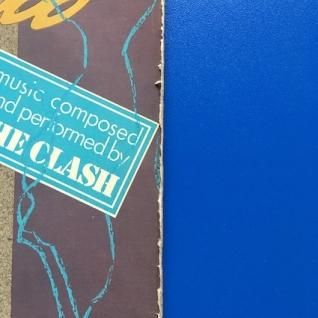 music composed
nd performed by
HE CLASH